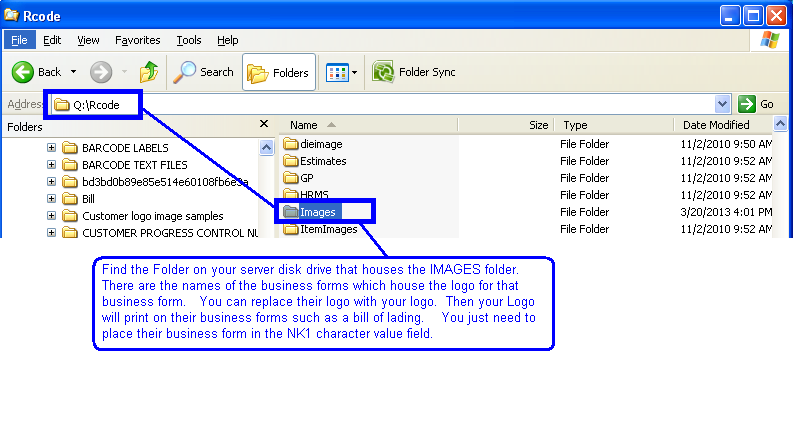 Rcode
File Edit View Favorites Tools Help
Back Search Folders Folder Sync
Address Q:\Rcode Go
Folders Name Size Type Date Modified
BARCODE LABELS
BARCODE TEXT FILES
bd3bd0b89e85e514e60108fb6e3a
Bill
Customer logo image samples
CUSTOMER PROGRESS CONTROL NU
dieimage File Folder 11/2/2010 9:50 AM
Estimates File Folder 11/2/2010 9:52 AM
GP File Folder 11/2/2010 9:52 AM
HRMS File Folder 11/2/2010 9:52 AM
Images File Folder 3/20/2013 4:01 PM
ItemImages File Folder 11/2/2010 9:52 AM
Find the Folder on your server disk drive that houses the IMAGES folder.
There are the names of the business forms which house the logo for that
business form. You can replace their logo with your logo. Then your Logo
will print on their business forms such as a bill of lading. You just need to
place their business form in the NK1 character value field.